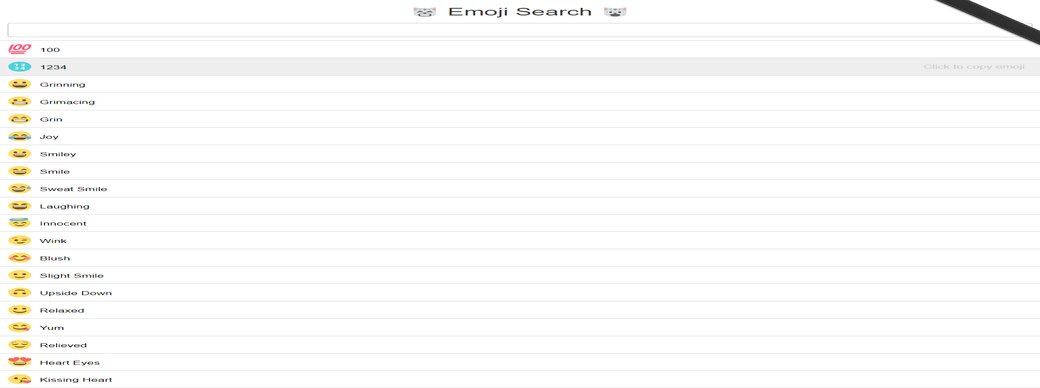 Emoji Search
100
1234 Click to copy emoji
Grinning
Grimacing
Grin
Joy
Smiley
Smile
Sweat Smile
Laughing
Innocent
Wink
Blush
Slight Smile
Upside Down
Relaxed
Yum
Relieved
Heart Eyes
Kissing Heart